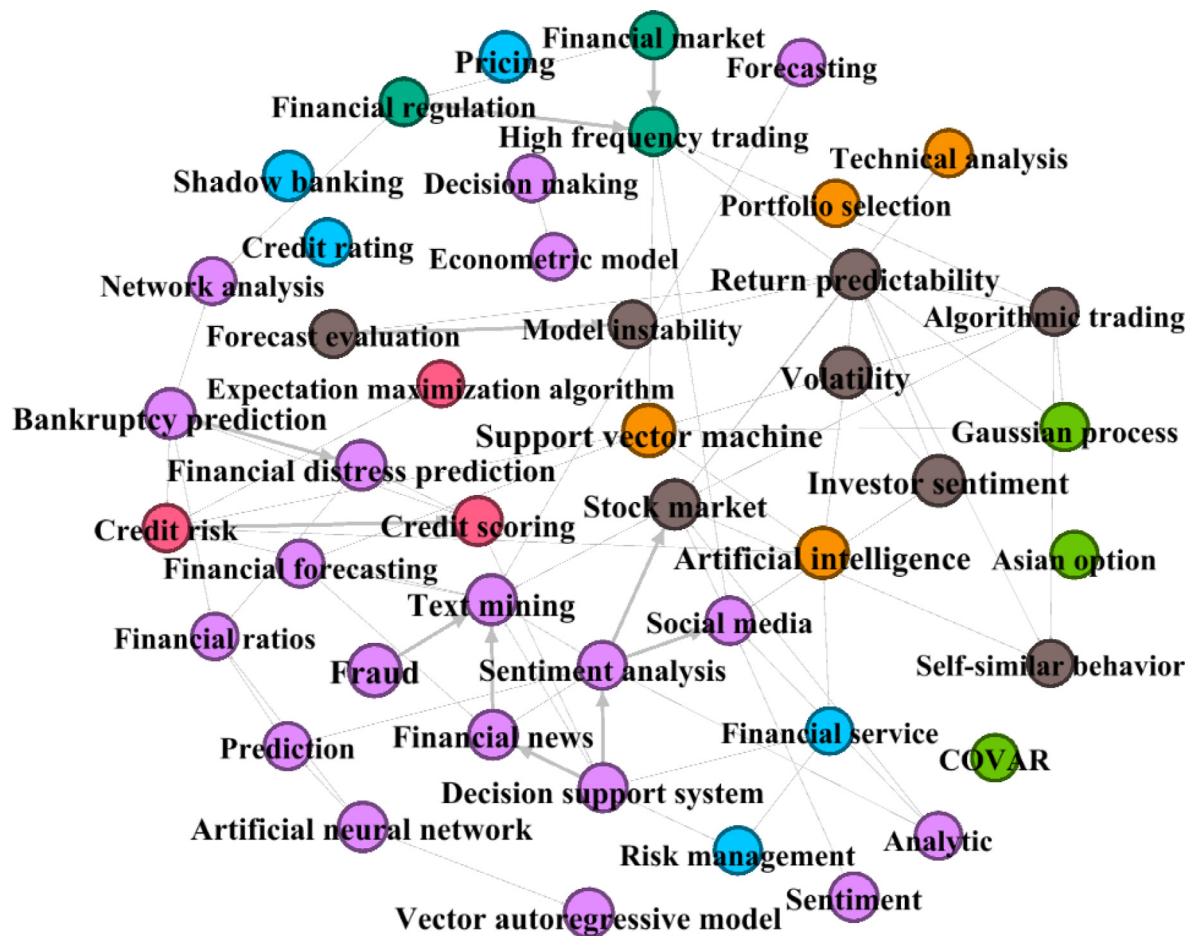 Financial market
Pricing
Forecasting
Financial regulation
High frequency trading
Technical analysis
Shadow banking
Decision making
Portfolio selection
Credit rating
Econometric model
Return predictability
Network analysis
Algorithmic trading
Forecast evaluation
Model instability
Volatility
Expectation maximization algorithm
Bankruptcy prediction
Support vector machine
Gaussian process
Financial distress prediction
Investor sentiment
Stock market
Credit risk
Credit scoring
Artificial intelligence
Asian option
Financial forecasting
Text mining
Social media
Financial ratios
Fraud
Sentiment analysis
Self-similar behavior
Financial service
Prediction
Financial news
COVAR
Decision support system
Artificial neural network
Analytic
Risk management
Sentiment
Vector autoregressive model